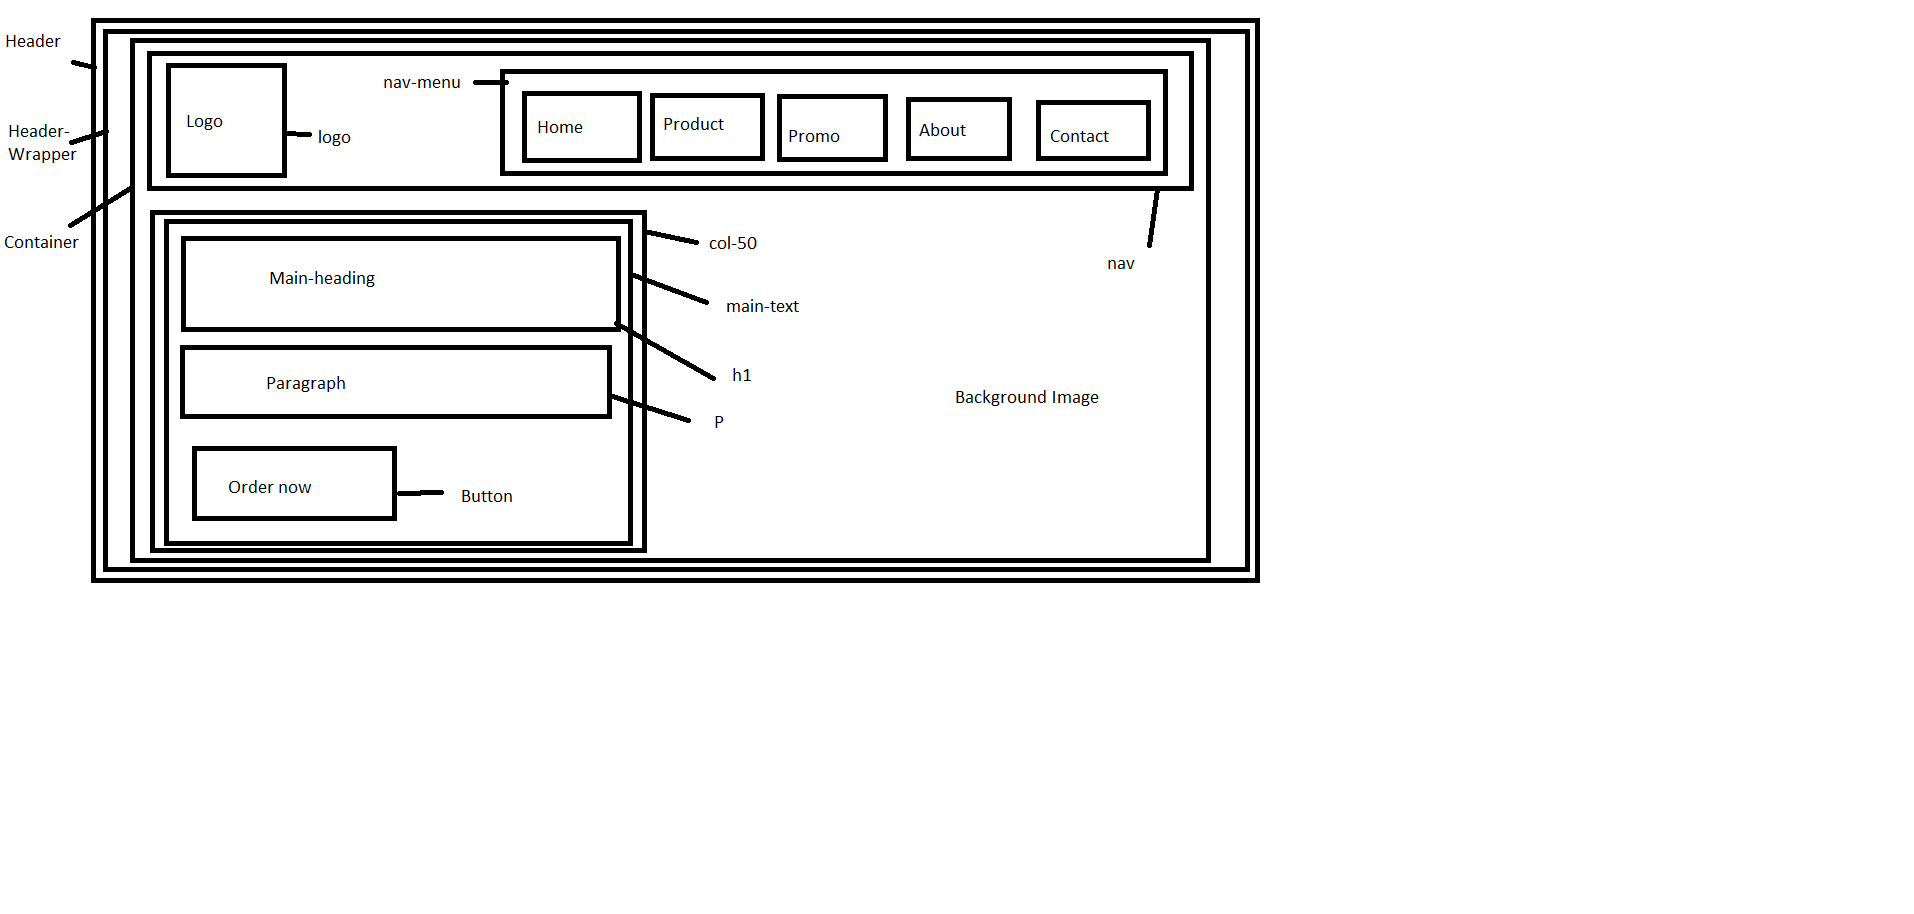 Header
nav-menu
Logo
logo
Home
Product
Promo
About
Contact
Header-
Wrapper
Container
col-50
nav
Main-heading
main-text
h1
Paragraph
Background Image
P
Order now
Button